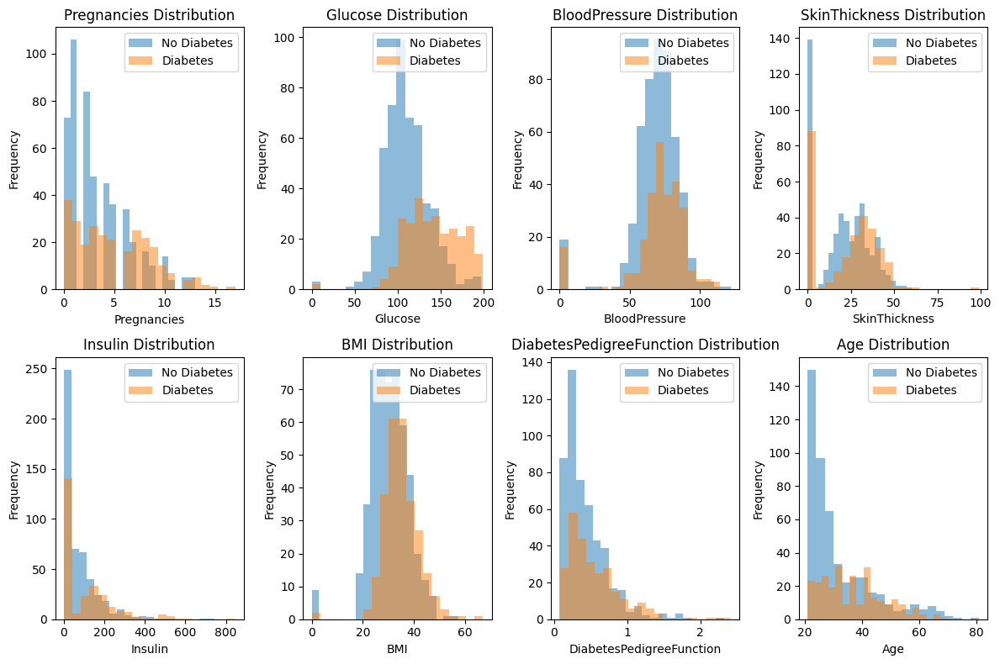 Pregnancies Distribution
No Diabetes
Diabetes
Frequency
100
80
60
40
20
0
0 5 10 15
Pregnancies
Glucose Distribution
No Diabetes
Diabetes
Frequency
100
80
60
40
20
0
0 50 100 150 200
Glucose
BloodPressure Distribution
No Diabetes
Diabetes
Frequency
80
60
40
20
0
0 50 100
BloodPressure
SkinThickness Distribution
No Diabetes
Diabetes
Frequency
140
120
100
80
60
40
20
0
0 25 50 75 100
SkinThickness
Insulin Distribution
No Diabetes
Diabetes
Frequency
250
200
150
100
50
0
0 200 400 600 800
Insulin
BMI Distribution
No Diabetes
Diabetes
Frequency
70
60
50
40
30
20
10
0
0 20 40 60
BMI
DiabetesPedigreeFunction Distribution
No Diabetes
Diabetes
Frequency
140
120
100
80
60
40
20
0
0 1 2
DiabetesPedigreeFunction
Age Distribution
No Diabetes
Diabetes
Frequency
140
120
100
80
60
40
20
0
20 40 60 80
Age